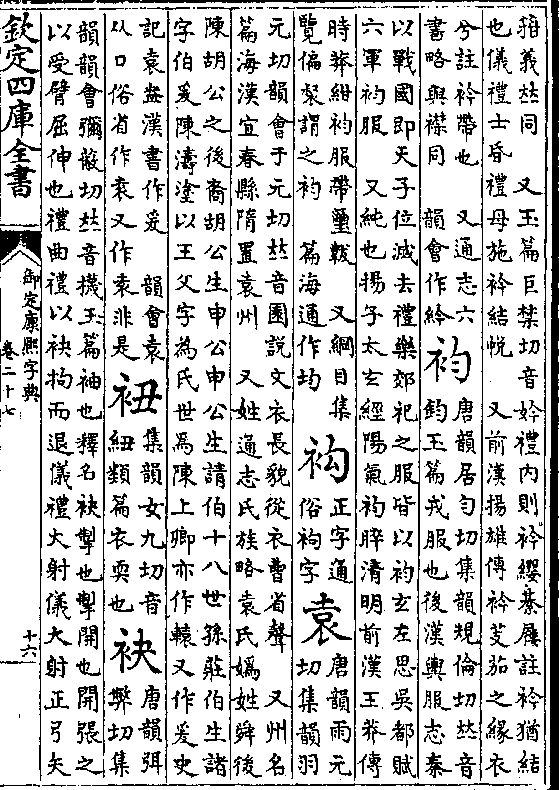 義𠀤同 又玉篇巨禁切音妗禮內則衿纓綦屨註衿猶結
也儀禮士昏禮母施衿結帨 又前漢揚雄傳衿芰茄之緣衣
兮註衿帶也 又通志六
書略與襟同 韻會作紟
袀
唐韻居勻切集韻規倫切𠀤音
鈞玉篇戎服也後漢輿服志秦
以戰國即天子位滅去禮樂郊祀之服皆以袀玄左思吳都賦
六軍袀服 又純也揚子太玄經陽氣袀睟清明前漢王莽傳
時莽紺袀服帶璽韍 又綱目集
覽偏裻謂之袀 篇海通作均
正字通
俗袧字
袁
唐韻雨元
切集韻羽
元切韻會于元切𠀤音園說文衣長貌從衣叀省聲 又州名
篇海漢宜春縣隋置袁州 又姓通志氏族略袁氏媯姓舜後
陳胡公之後裔胡公生申公申公生請伯十八世孫莊伯生諸
字伯爰陳濤塗以王父字為氏世為陳上卿亦作轅又作爰史
記袁盎漢書作爰 韻會袁
从口俗省作𡊮又作袁非是
集韻女九切音
紐類篇衣耎也
袂
唐韻弭
獘切集
韻韻會彌蔽切𠀤音玉篇袖也釋名袂掣也掣開也開張之
以受臂屈伸也禮曲禮以袂拘而退儀禮大射儀大射正弓矢
欽定四庫全書
御定康熙字典
卷二十七
十六